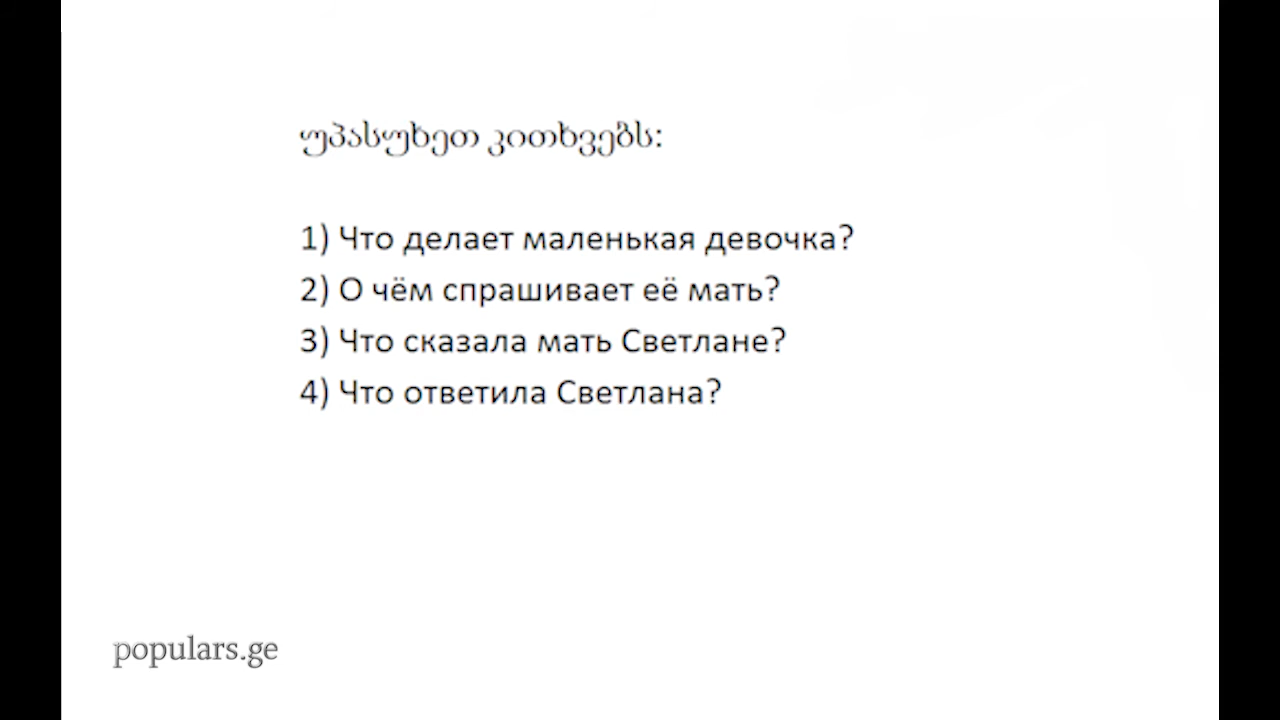 უპასუხეთ კითხვებს:
1) Что делает маленькая девочка?
2) О чём спрашивает её мать?
3) Что сказала мать Светлане?
4) Что ответила Светлана?
populars.ge